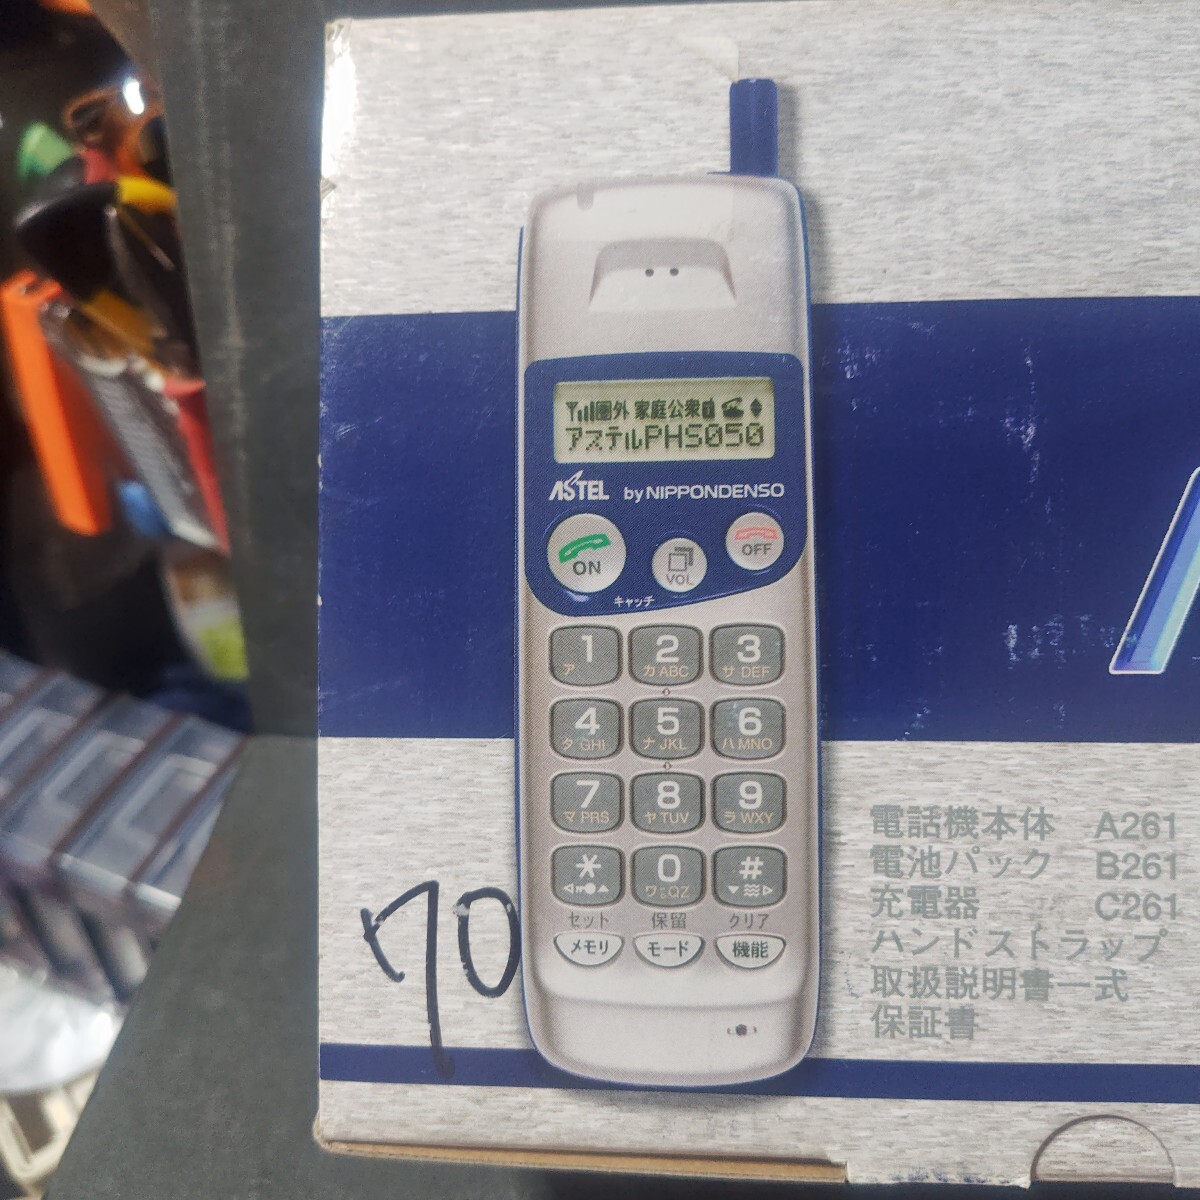 圏外 家庭公衆
アステルPHS050
ASTEL by NIPPONDENSO
ON
VOL
OFF
キャッチ
1 2 3
ア カ ABC サ DEF
4 5 6
タ GHI ナ JKL ハ MNO
7 8 9
マ PRS ヤ TUV ラ WXY
* 0 #
セット 保留 クリア
メモリ モード 機能
70
電話機本体 A261
電池パック B261
充電器 C261
ハンドストラップ
取扱説明書一式
保証書